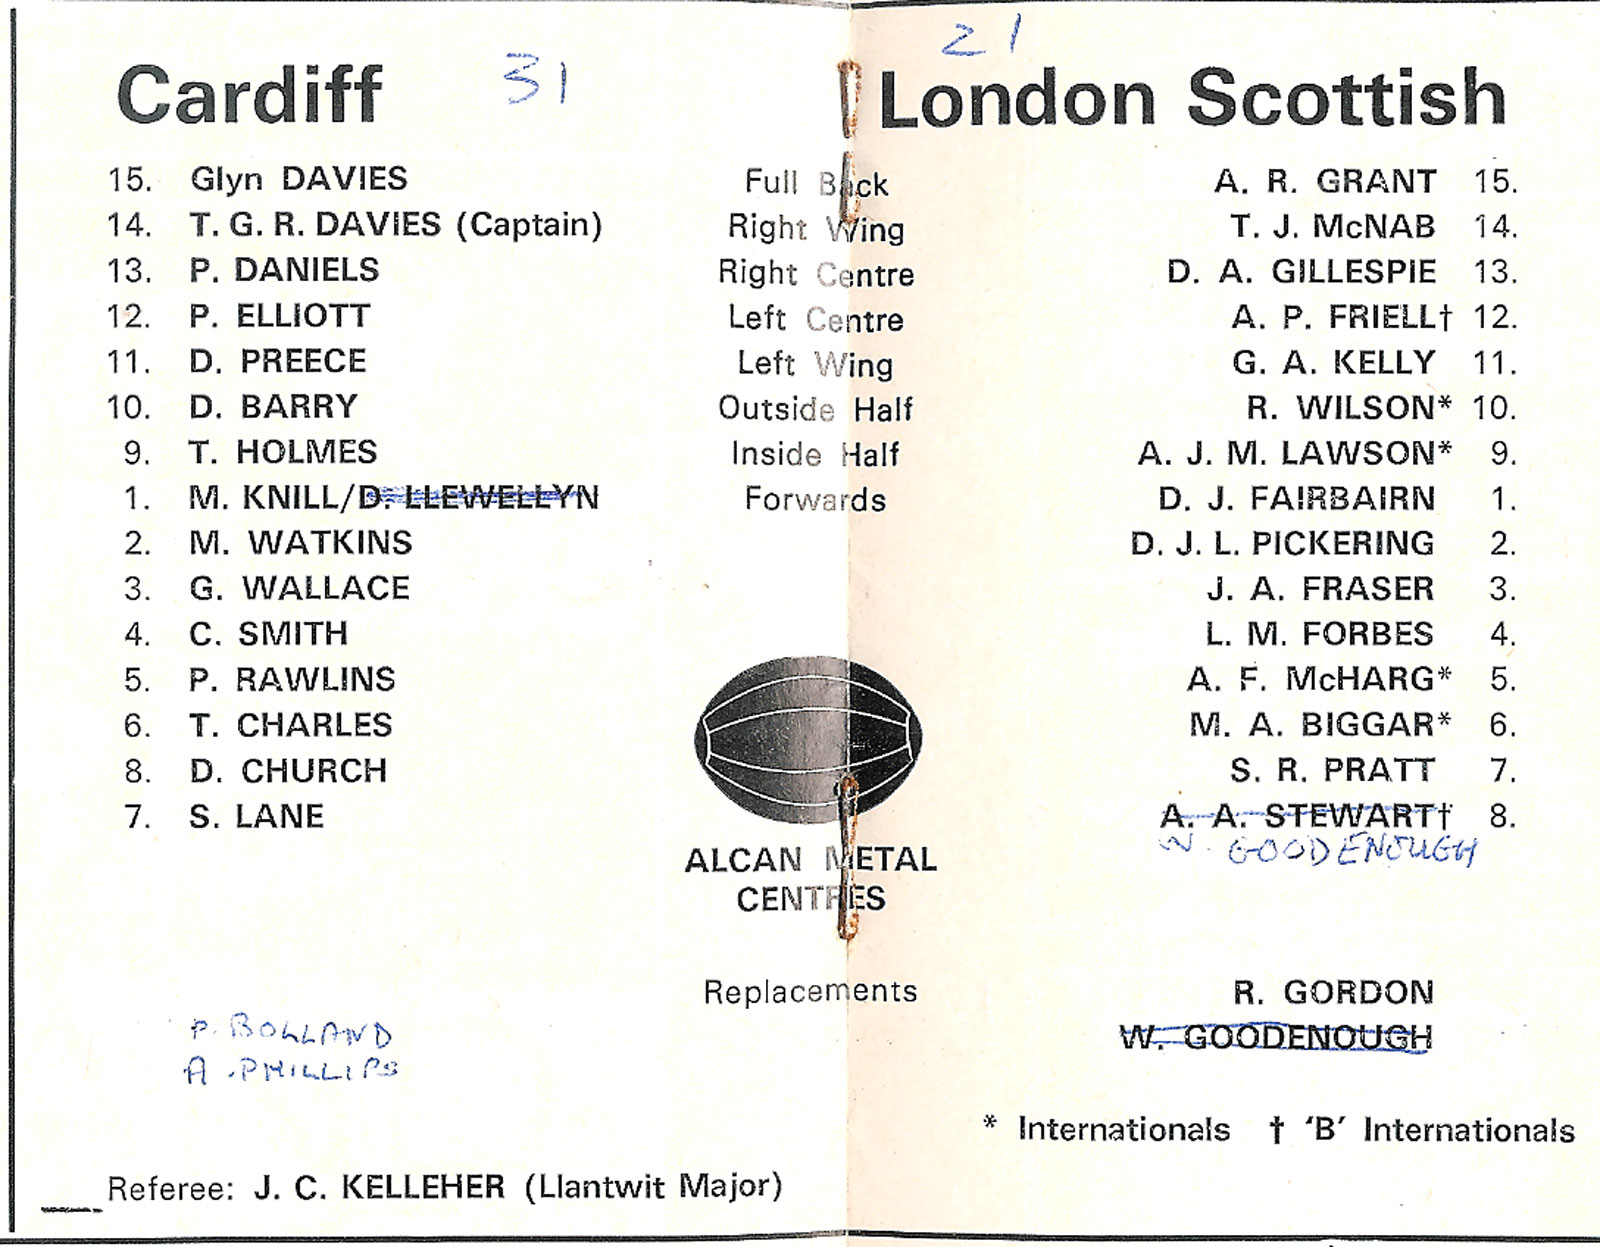 31
21
Cardiff
London Scottish
15. Glyn DAVIES Full Back A. R. GRANT 15.
14. T. G. R. DAVIES (Captain) Right Wing T. J. McNAB 14.
13. P. DANIELS Right Centre D. A. GILLESPIE 13.
12. P. ELLIOTT Left Centre A. P. FRIELL† 12.
11. D. PREECE Left Wing G. A. KELLY 11.
10. D. BARRY Outside Half R. WILSON* 10.
9. T. HOLMES Inside Half A. J. M. LAWSON* 9.
1. M. KNILL/D. LLEWELLYN Forwards D. J. FAIRBAIRN 1.
2. M. WATKINS D. J. L. PICKERING 2.
3. G. WALLACE J. A. FRASER 3.
4. C. SMITH L. M. FORBES 4.
5. P. RAWLINS A. F. McHARG* 5.
6. T. CHARLES M. A. BIGGAR* 6.
8. D. CHURCH S. R. PRATT 7.
7. S. LANE A. A. STEWART† 8.
W. GOODENOUGH
ALCAN METAL
CENTRES
Replacements R. GORDON
P. BOLLAND W. GOODENOUGH
A. PHILLIPS
* Internationals † 'B' Internationals
Referee: J. C. KELLEHER (Llantwit Major)